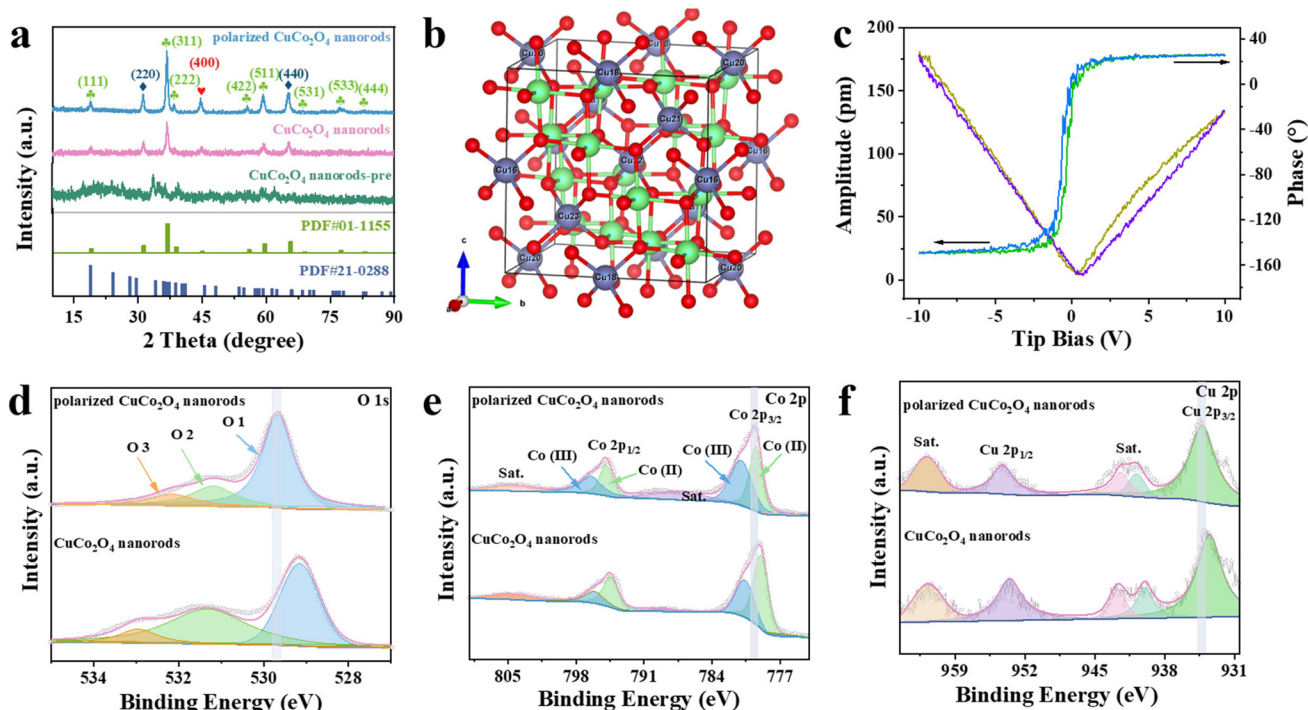 a
polarized CuCo₂O₄ nanorods
(111)
(220)
(311)
(222)
(400)
(422)
(511)
(440)
(531)
(533)
(444)
CuCo₂O₄ nanorods
CuCo₂O₄ nanorods-pre
PDF#01-1155
PDF#21-0288
Intensity (a.u.)
15 30 45 60 75 90
2 Theta (degree)
b
Cu18
Cu20
Cu21
Cu16
Cu16
Cu16
Cu23
Cu20
Cu18
Cu20
c
b
a
c
200
175
150
125
100
75
50
25
0
Amplitude (pm)
40
0
-40
-80
-120
-160
Phase (°)
-10 -5 0 5 10
Tip Bias (V)
d
O 1s
polarized CuCo₂O₄ nanorods
O 1
O 2
O 3
CuCo₂O₄ nanorods
Intensity (a.u.)
534 532 530 528
Binding Energy (eV)
e
Co 2p
polarized CuCo₂O₄ nanorods
Co 2p3/2
Co 2p1/2
Co (III)
Co (III)
Co (II)
Co (II)
Sat.
Sat.
CuCo₂O₄ nanorods
Intensity (a.u.)
805 798 791 784 777
Binding Energy (eV)
f
Cu 2p
polarized CuCo₂O₄ nanorods
Cu 2p3/2
Sat.
Cu 2p1/2
Sat.
CuCo₂O₄ nanorods
Intensity (a.u.)
959 952 945 938 931
Binding Energy (eV)